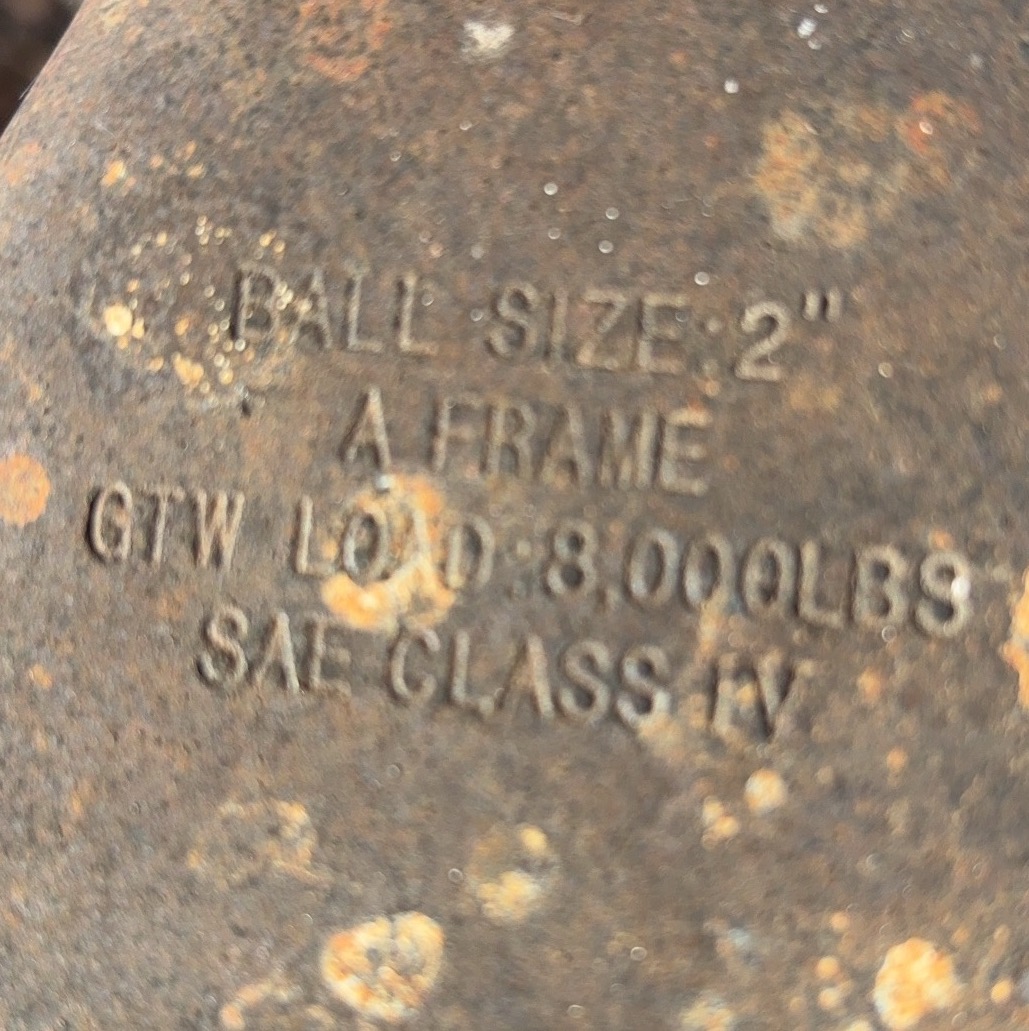 BALL SIZE:2"
A FRAME
GTW LOAD:8,000LBS
SAE CLASS IV